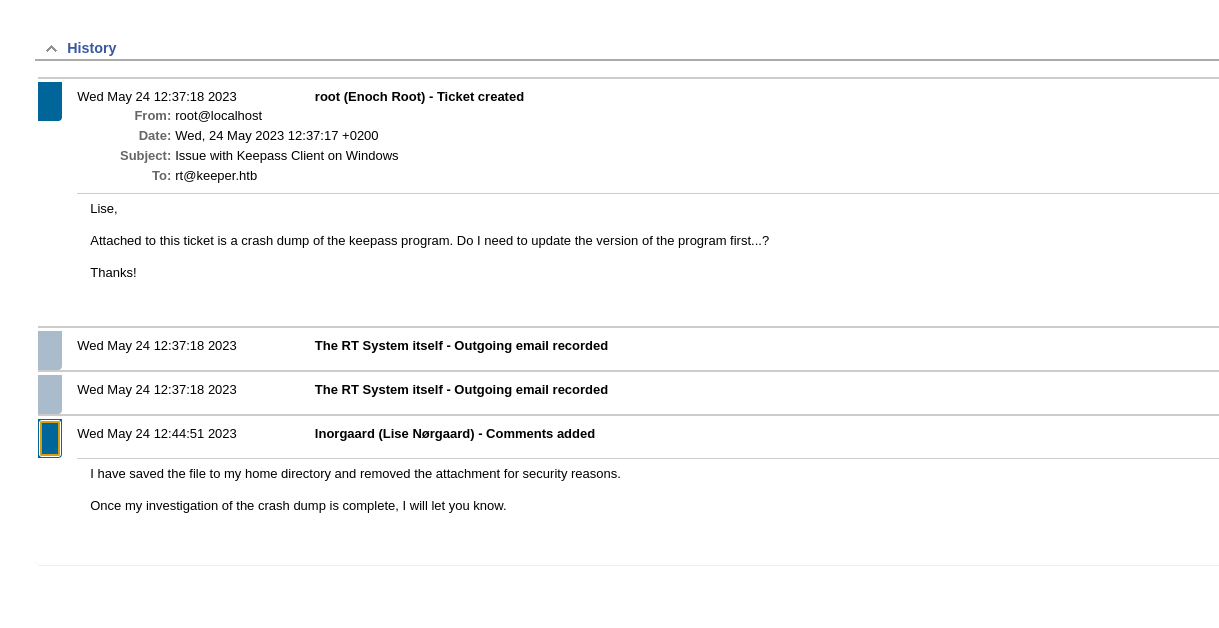 History
Wed May 24 12:37:18 2023 root (Enoch Root) - Ticket created
From: root@localhost
Date: Wed, 24 May 2023 12:37:17 +0200
Subject: Issue with Keepass Client on Windows
To: rt@keeper.htb
Lise,
Attached to this ticket is a crash dump of the keepass program. Do I need to update the version of the program first...?
Thanks!
Wed May 24 12:37:18 2023 The RT System itself - Outgoing email recorded
Wed May 24 12:37:18 2023 The RT System itself - Outgoing email recorded
Wed May 24 12:44:51 2023 lnorgaard (Lise Nørgaard) - Comments added
I have saved the file to my home directory and removed the attachment for security reasons.
Once my investigation of the crash dump is complete, I will let you know.